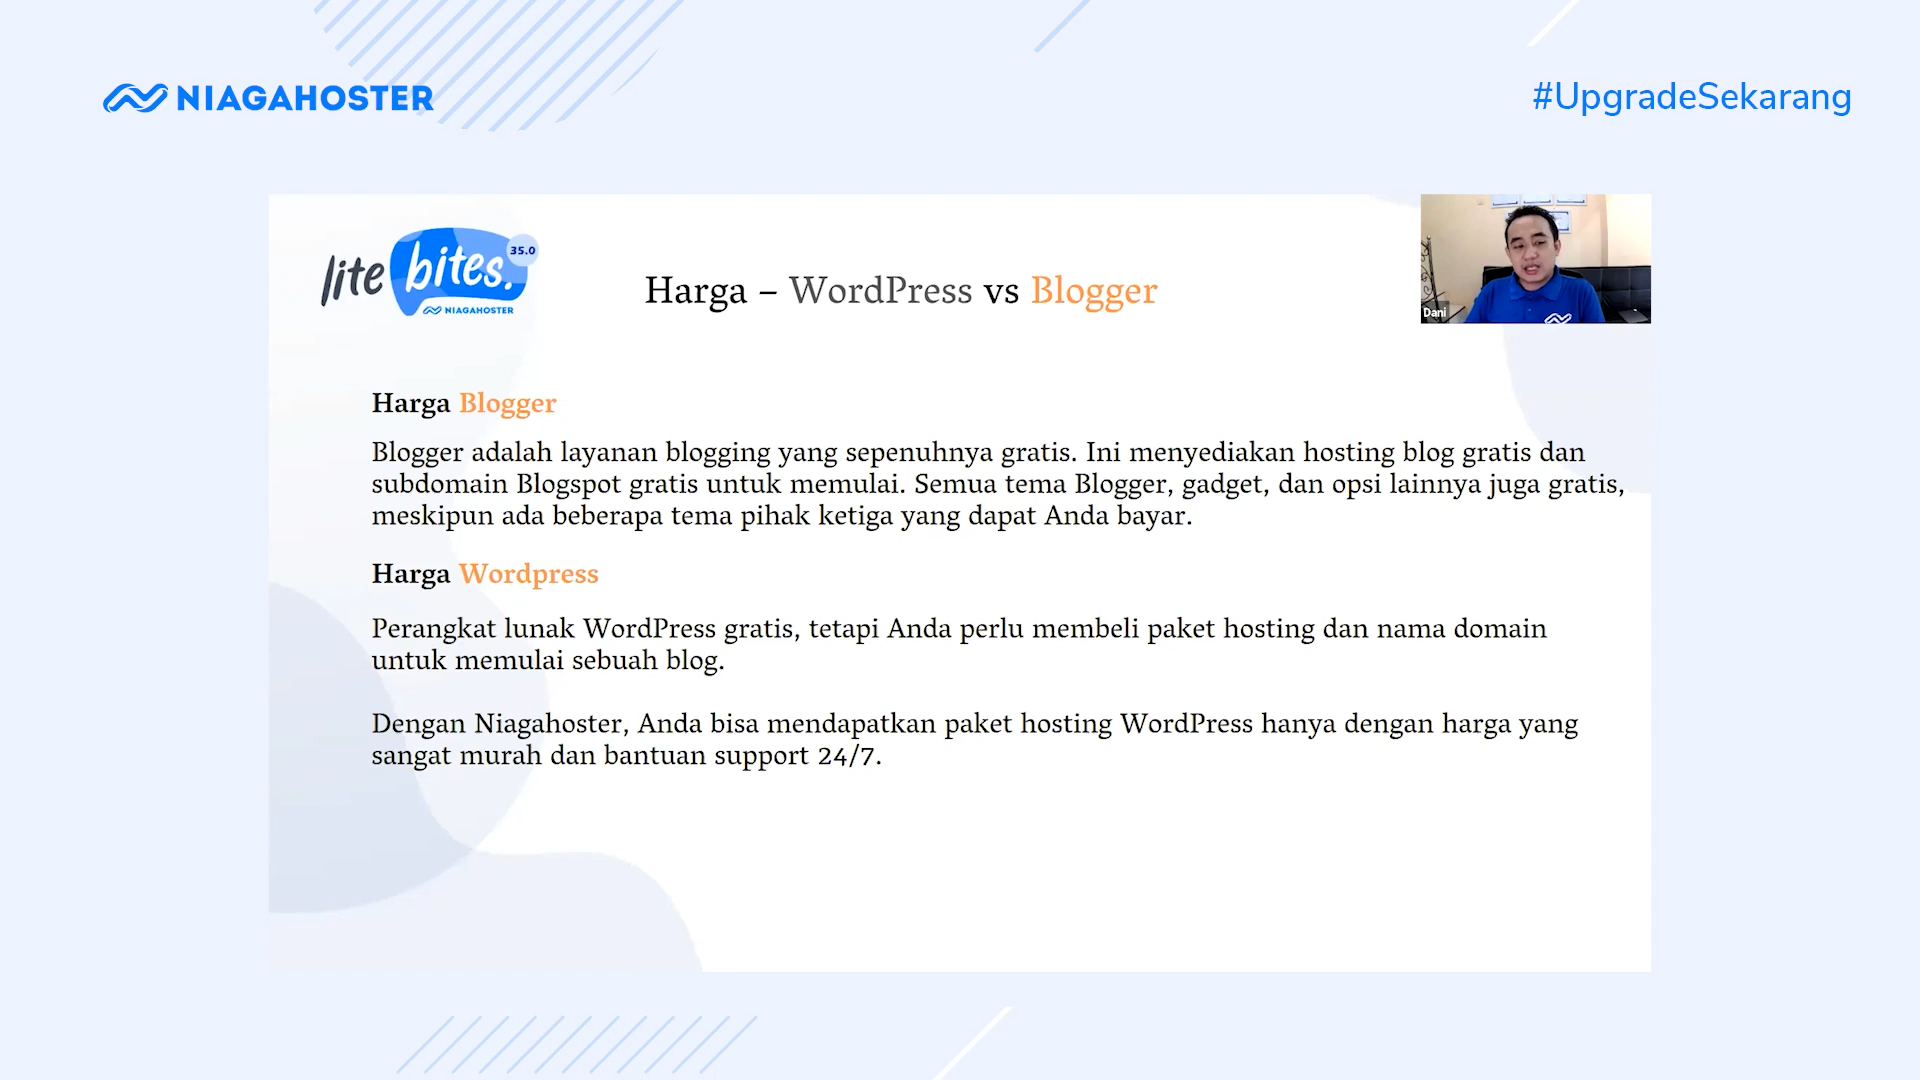 NIAGAHOSTER
#UpgradeSekarang
lite bites.
35.0
NIAGAHOSTER
Harga – WordPress vs Blogger
Dani
Harga Blogger
Blogger adalah layanan blogging yang sepenuhnya gratis. Ini menyediakan hosting blog gratis dan
subdomain Blogspot gratis untuk memulai. Semua tema Blogger, gadget, dan opsi lainnya juga gratis,
meskipun ada beberapa tema pihak ketiga yang dapat Anda bayar.
Harga Wordpress
Perangkat lunak WordPress gratis, tetapi Anda perlu membeli paket hosting dan nama domain
untuk memulai sebuah blog.
Dengan Niagahoster, Anda bisa mendapatkan paket hosting WordPress hanya dengan harga yang
sangat murah dan bantuan support 24/7.